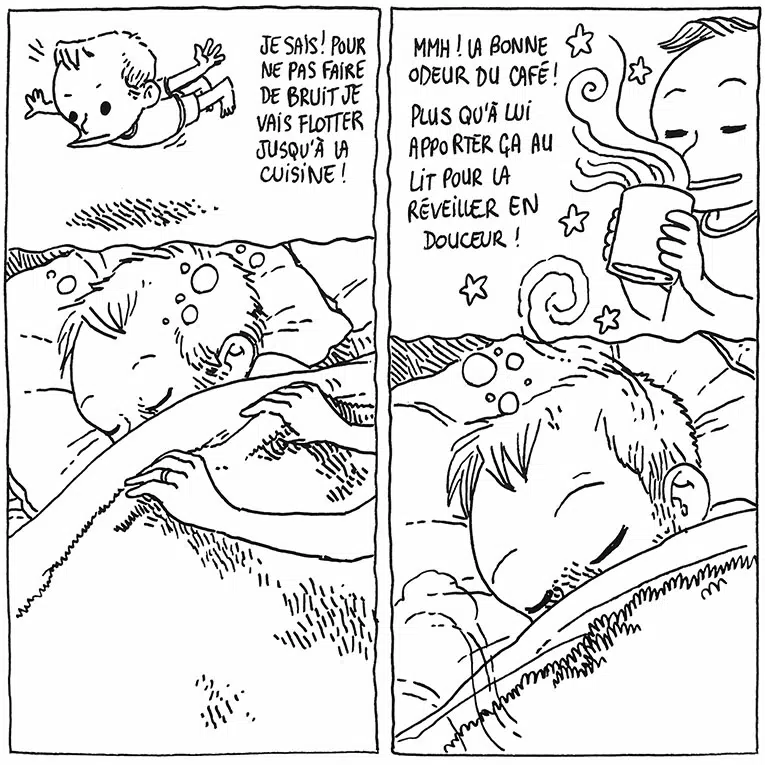 JE SAIS! POUR
NE PAS FAIRE
DE BRUIT JE
VAIS FLOTTER
JUSQU'À LA
CUISINE!
MMH! LA BONNE
ODEUR DU CAFÉ!
PLUS QU'À LUI
APPORTER ÇA AU
LIT POUR LA
RÉVEILLER EN
DOUCEUR!